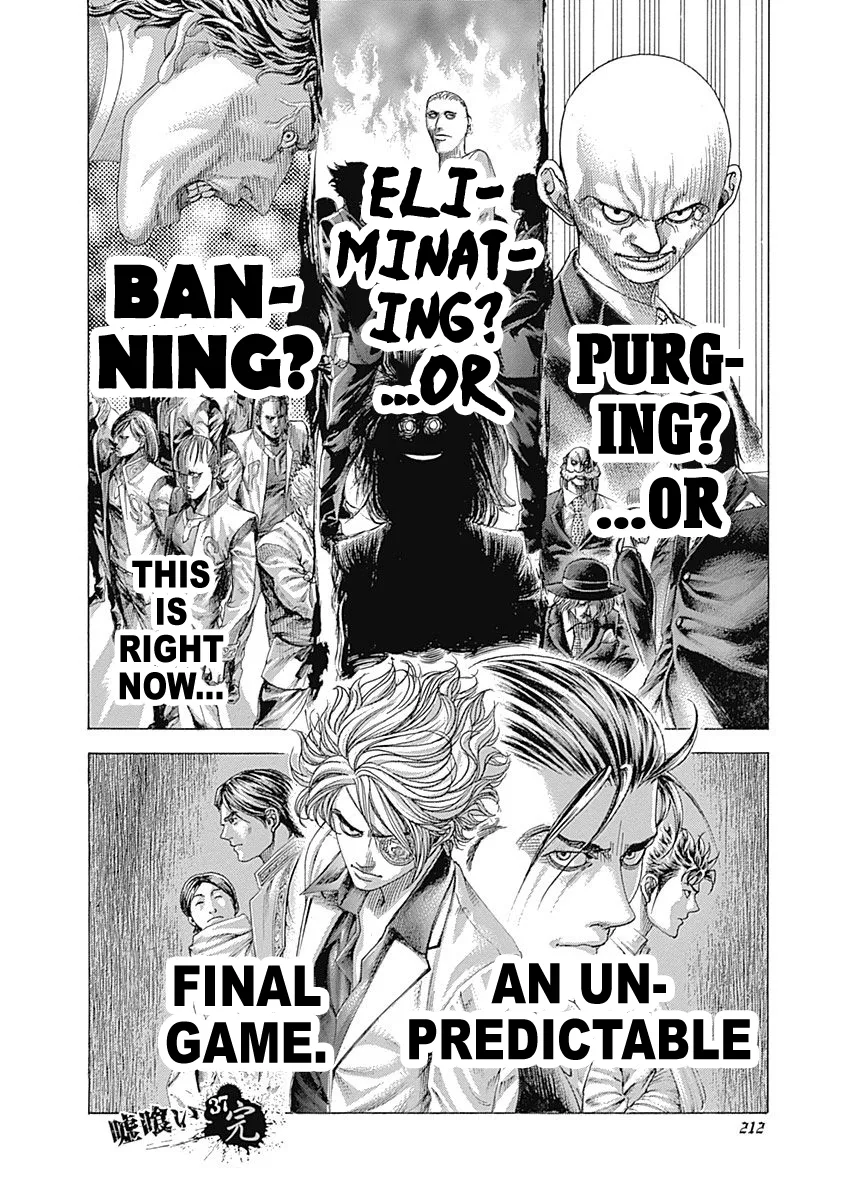 PURG-
ING?
...OR
ELI-
MINAT-
ING?
...OR
BAN-
NING?
THIS
IS
RIGHT
NOW...
AN UN-
PREDICTABLE
FINAL
GAME.
嘘喰い 37 完
212